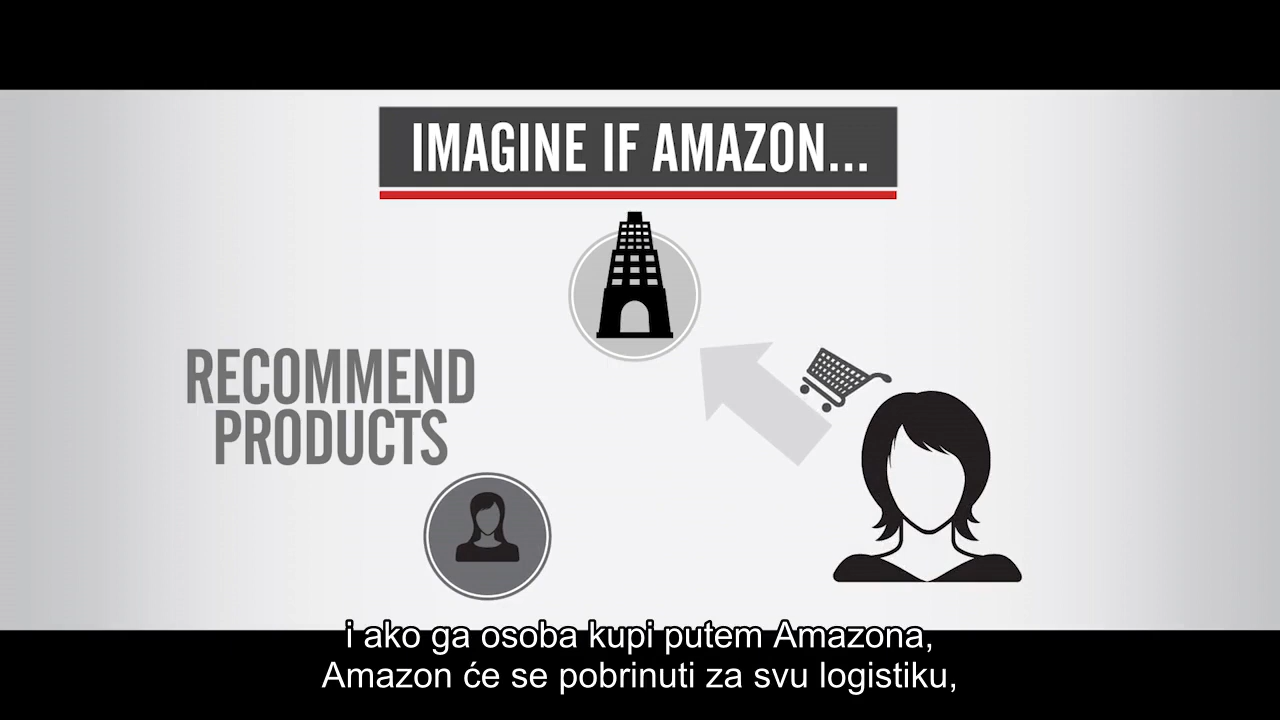 IMAGINE IF AMAZON...
RECOMMEND
PRODUCTS
i ako ga osoba kupi putem Amazona,
Amazon će se pobrinuti za svu logistiku,